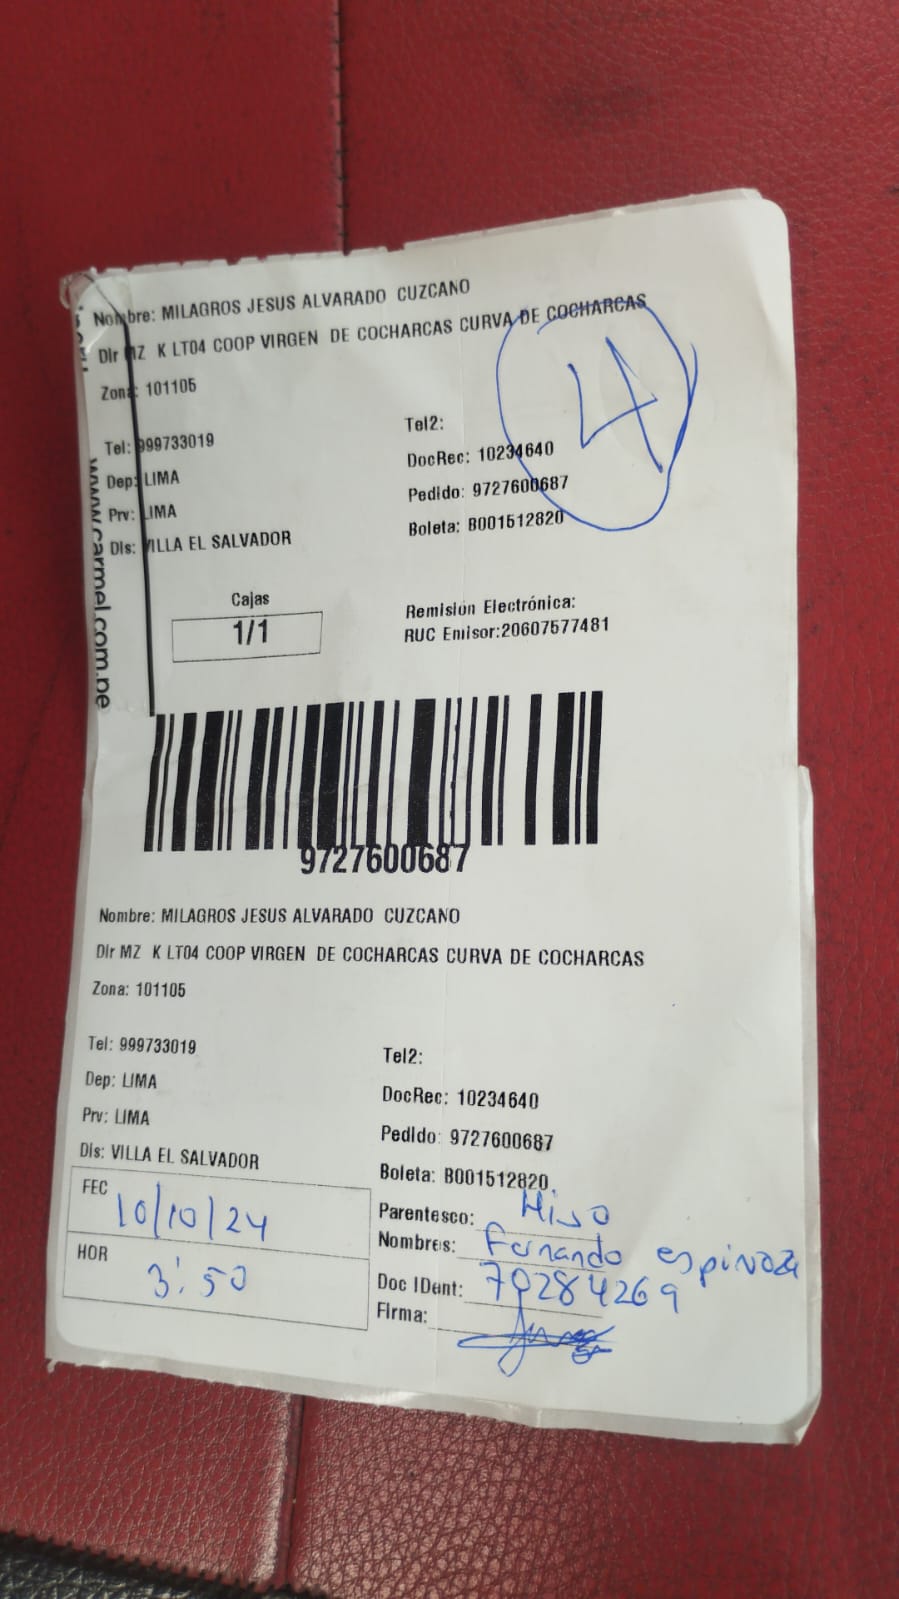 Nombre: MILAGROS JESUS ALVARADO CUZCANO
Dir MZ K LT04 COOP VIRGEN DE COCHARCAS CURVA DE COCHARCAS
Zona: 101105
4
Tel: 999733019
Tel2:
Dep: LIMA
DocRec: 10234640
Prv: LIMA
Pedido: 9727600687
Dis: VILLA EL SALVADOR
Boleta: B001512820
www.carmel.com.pe
Cajas
1/1
Remisión Electrónica:
RUC Emisor:20607577481
9727600687
Nombre: MILAGROS JESUS ALVARADO CUZCANO
Dir MZ K LT04 COOP VIRGEN DE COCHARCAS CURVA DE COCHARCAS
Zona: 101105
Tel: 999733019
Tel2:
Dep: LIMA
DocRec: 10234640
Prv: LIMA
Pedido: 9727600687
Dis: VILLA EL SALVADOR
Boleta: B001512820
FEC 10/10/24
Parentesco: Hijo
HOR 3:50
Nombres: Fernando espinoza
Doc IDent: 70284269
Firma: